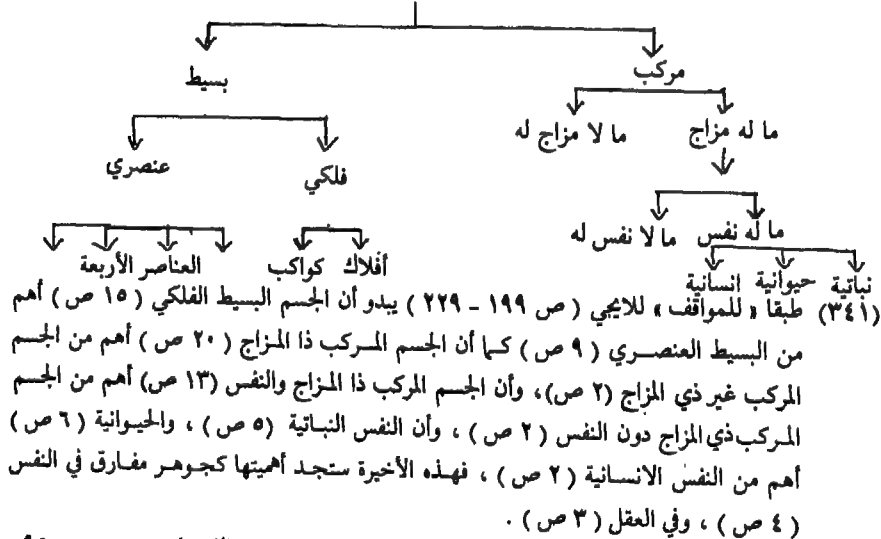 مركب
بسيط
ما له مزاج
ما لا مزاج له
فلكي
عنصري
ما له نفس
ما لا نفس له
أفلاك
كواكب
العناصر الأربعة
نباتية
حيوانية
انسانية
(٣٤١) طبقا « للمواقف » للايجي ( ص ١٩٩ - ٢٢٩ ) يبدو أن الجسم البسيط الفلكي ( ١٥ ص ) أهم
من البسيط العنصري ( ٩ ص ) كما أن الجسم المركب ذا المزاج ( ٢٠ ص ) أهم من الجسم
المركب غير ذي المزاج (٢ ص)، وأن الجسم المركب ذا المزاج والنفس (١٣ ص) أهم من الجسم
المركب ذي المزاج دون النفس ( ٢ ص ) ، وأن النفس النباتية (٥ ص ) ، والحيوانية ( ٦ ص )
أهم من النفس الانسانية ( ٢ ص ) ، فهذه الأخيرة ستجد أهميتها كجوهر مفارق في النفس
( ٤ ص ) ، وفي العقل ( ٣ ص ) .